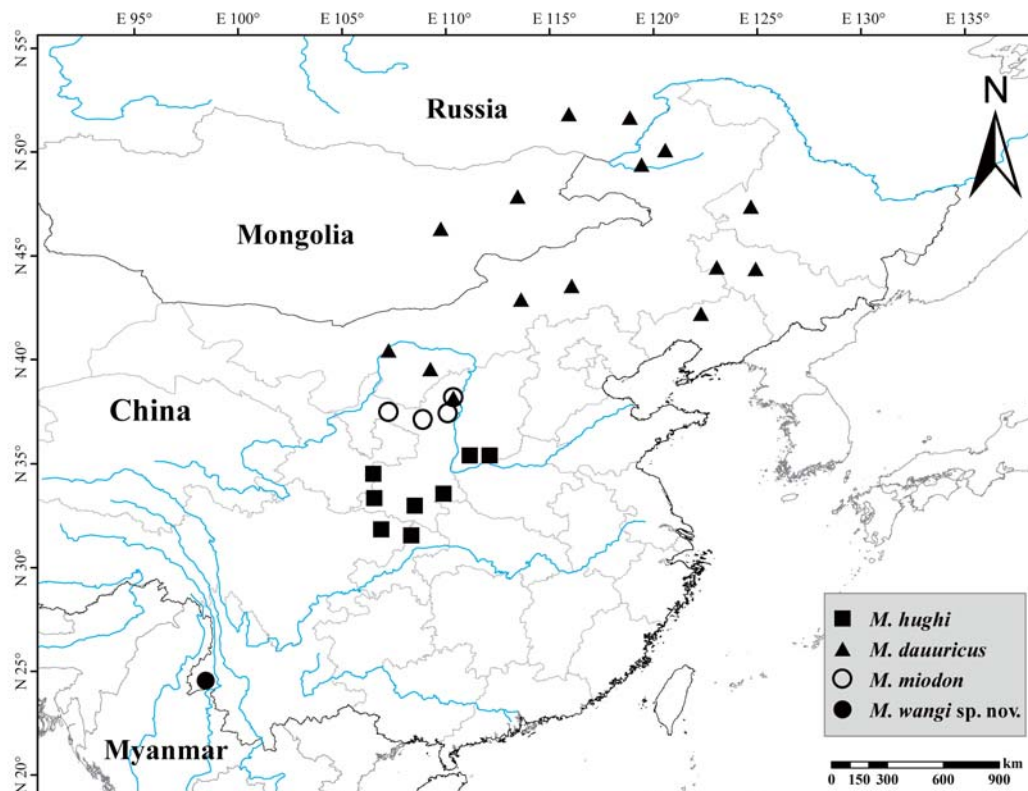 E 95° E 100° E 105° E 110° E 115° E 120° E 125° E 130° E 135°
N 55°
Russia
N
N 50°
Mongolia
N 45°
N 40°
China
N 35°
N 30°
M. hughi
M. dauuricus
N 25°
M. miodon
M. wangi sp. nov.
Myanmar
km
N 20°
0 150 300 600 900